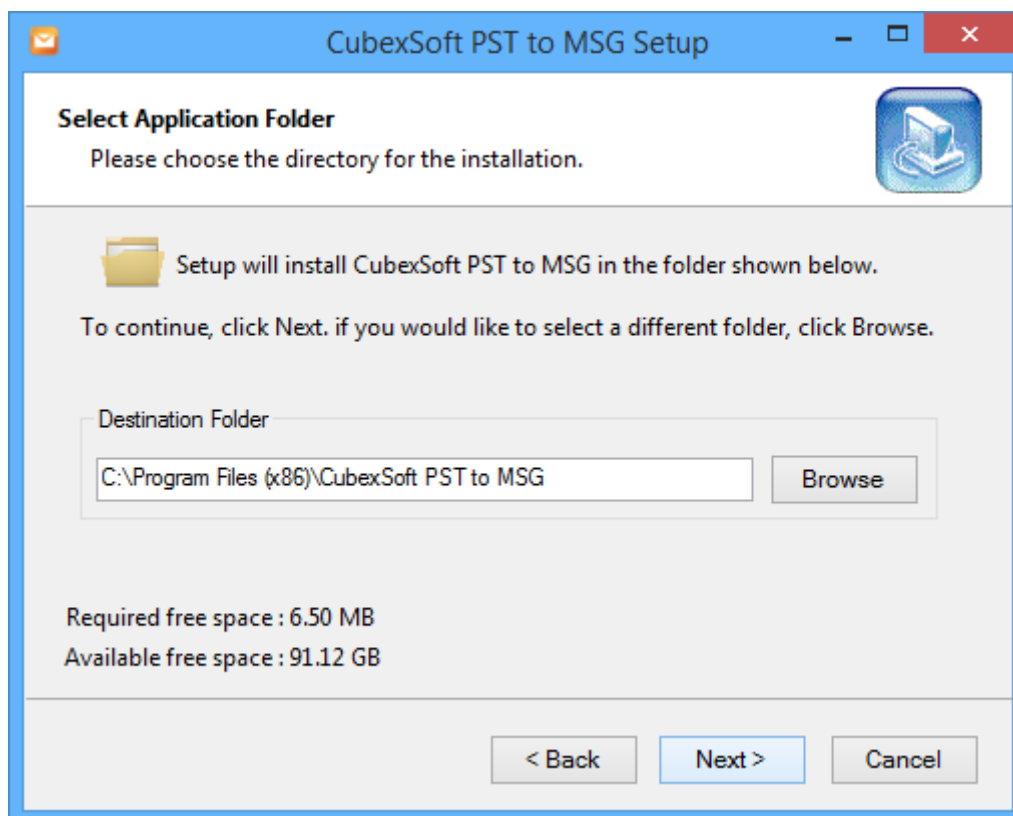 CubexSoft PST to MSG Setup
Select Application Folder
Please choose the directory for the installation.
Setup will install CubexSoft PST to MSG in the folder shown below.
To continue, click Next. if you would like to select a different folder, click Browse.
Destination Folder
C:\Program Files (x86)\CubexSoft PST to MSG
Browse
Required free space : 6.50 MB
Available free space : 91.12 GB
< Back
Next >
Cancel